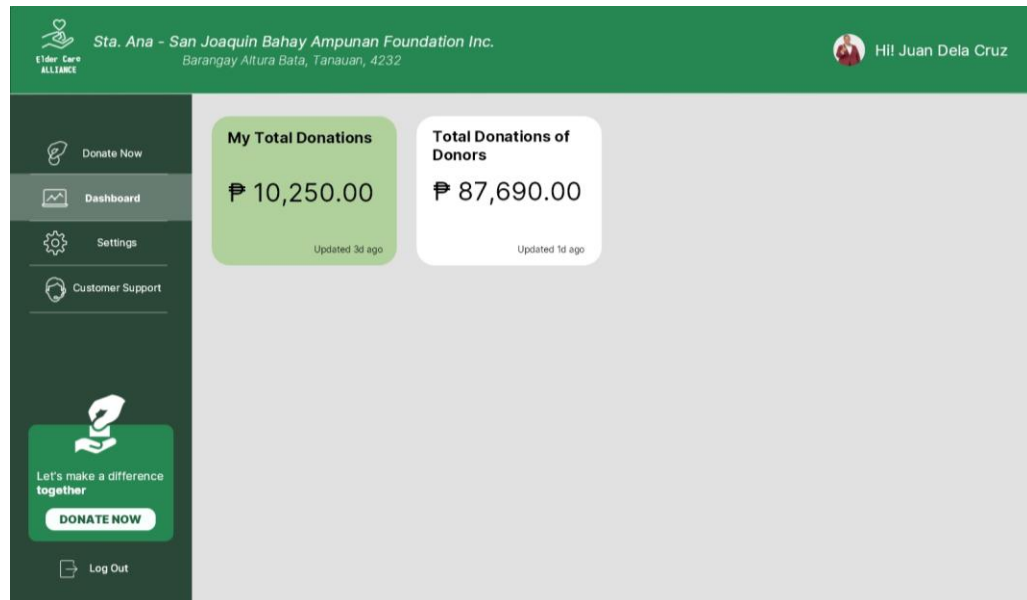 Elder Care
ALLIANCE
Sta. Ana - San Joaquin Bahay Ampunan Foundation Inc.
Barangay Altura Bata, Tanauan, 4232
Hi! Juan Dela Cruz
Donate Now
Dashboard
Settings
Customer Support
Let's make a difference
together
DONATE NOW
Log Out
My Total Donations
₱ 10,250.00
Updated 3d ago
Total Donations of
Donors
₱ 87,690.00
Updated 1d ago